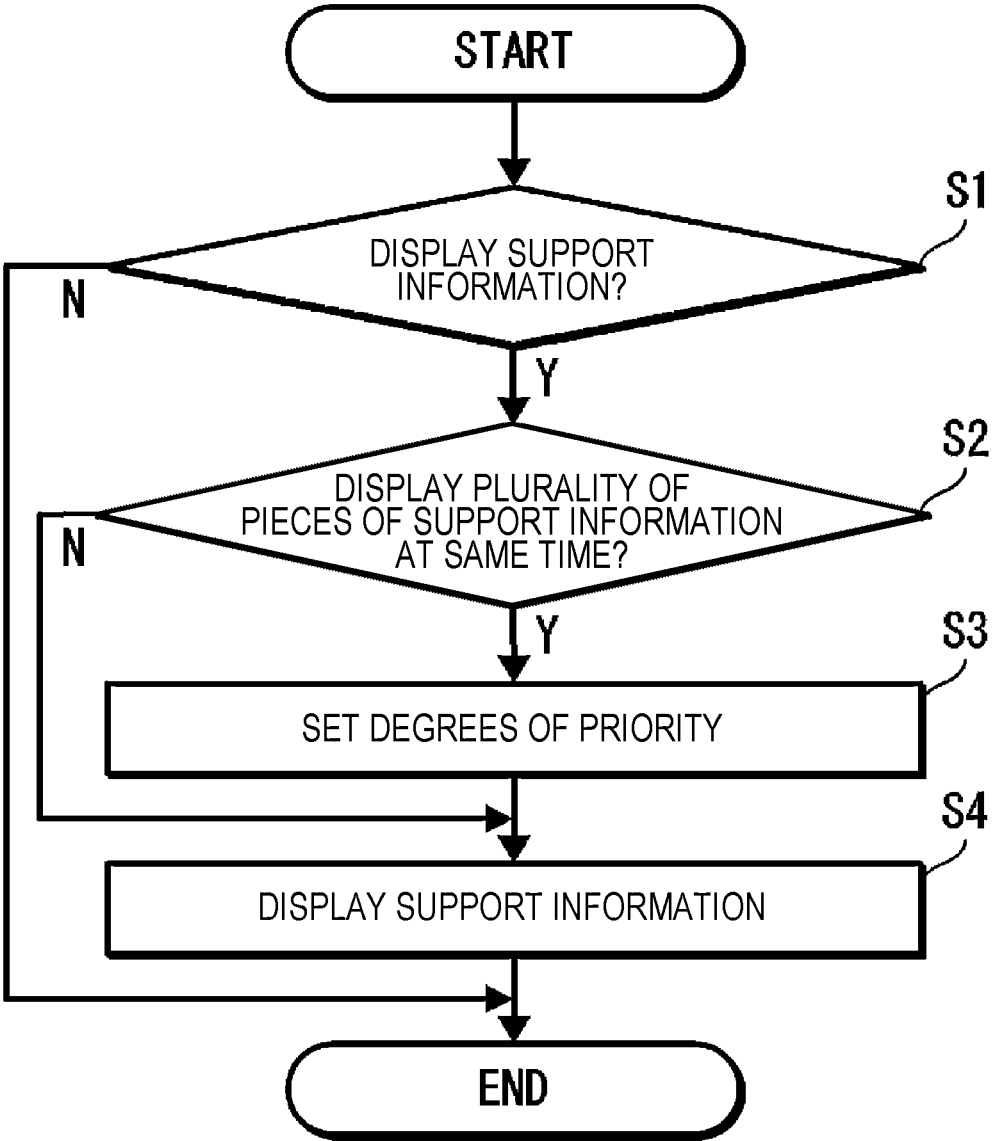 START
S1
DISPLAY SUPPORT
INFORMATION?
N
Y
S2
DISPLAY PLURALITY OF
PIECES OF SUPPORT INFORMATION
AT SAME TIME?
N
Y
S3
SET DEGREES OF PRIORITY
S4
DISPLAY SUPPORT INFORMATION
END